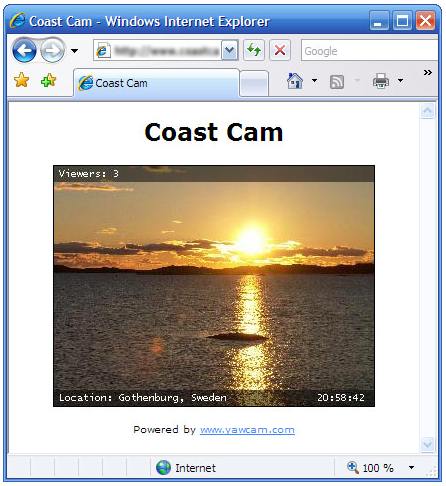 Coast Cam - Windows Internet Explorer
Google
Coast Cam
Coast Cam
Viewers: 3
Location: Gothenburg, Sweden 20:58:42
Powered by www.yawcam.com
Internet 100 %